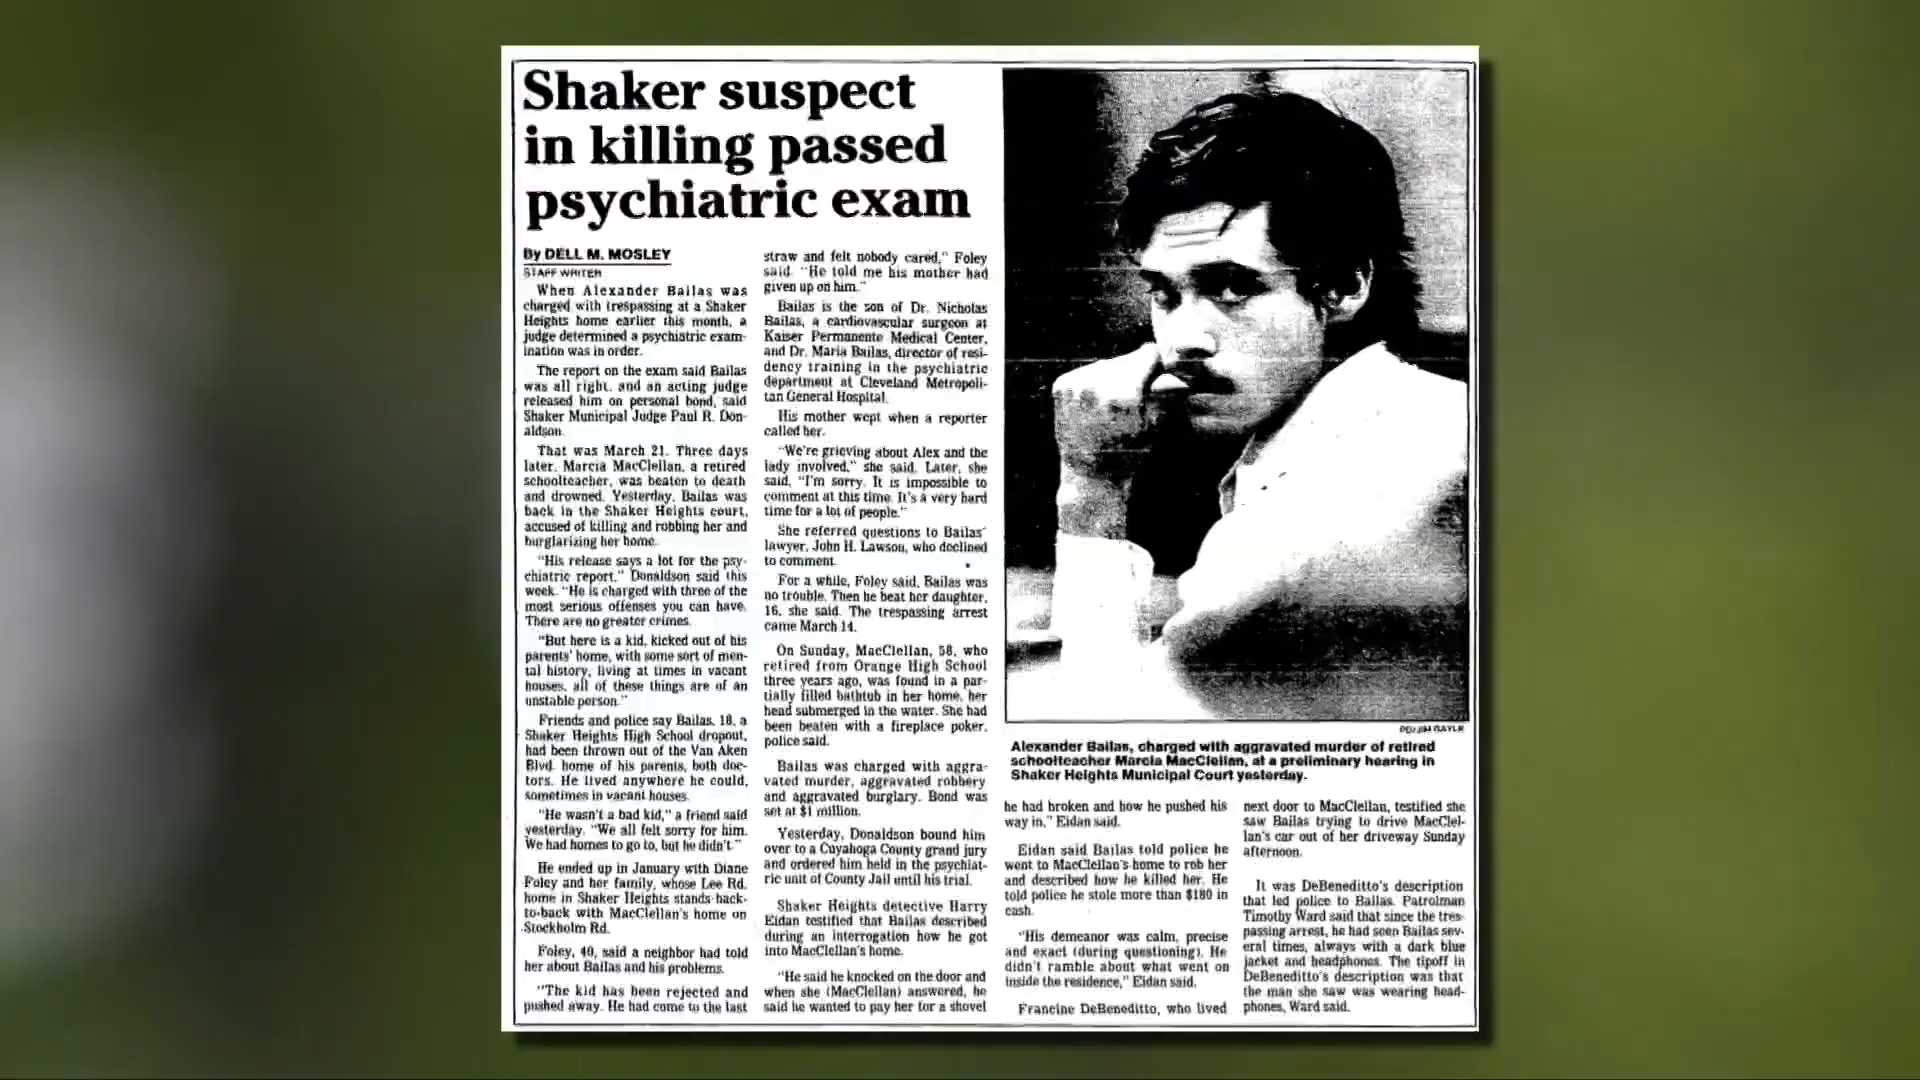 Shaker suspect
in killing passed
psychiatric exam
By DELL M. MOSLEY
STAFF WRITER
When Alexander Bailas was
charged with trespassing at a Shaker
Heights home earlier this month, a
judge determined a psychiatric exam-
ination was in order.
The report on the exam said Bailas
was all right, and an acting judge
released him on personal bond, said
Shaker Municipal Judge Paul R. Don-
aldson.
That was March 21. Three days
later, Marcia MacClellan, a retired
schoolteacher, was beaten to death
and drowned. Yesterday, Bailas was
back in the Shaker Heights court,
accused of killing and robbing her and
burglarizing her home.
"His release says a lot for the psy-
chiatric report," Donaldson said this
week. "He is charged with three of the
most serious offenses you can have.
There are no greater crimes.
"But here is a kid, kicked out of his
parents' home, with some sort of men-
tal history, living at times in vacant
houses, all of these things are of an
unstable person."
Friends and police say Bailas, 18, a
Shaker Heights High School dropout,
had been thrown out of the Van Aken
Blvd. home of his parents, both doc-
tors. He lived anywhere he could,
sometimes in vacant houses.
"He wasn't a bad kid," a friend said
yesterday. "We all felt sorry for him.
We had homes to go to, but he didn't."
He ended up in January with Diane
Foley and her family, whose Lee Rd.
home in Shaker Heights stands back-
to-back with MacClellan's home on
Stockholm Rd.
Foley, 40, said a neighbor had told
her about Bailas and his problems.
"The kid has been rejected and
pushed away. He had come to the last
straw and felt nobody cared," Foley
said. "He told me his mother had
given up on him."
Bailas is the son of Dr. Nicholas
Bailas, a cardiovascular surgeon at
Kaiser Permanente Medical Center,
and Dr. Maria Bailas, director of resi-
dency training in the psychiatric
department at Cleveland Metropoli-
tan General Hospital.
His mother wept when a reporter
called her.
"We're grieving about Alex and the
lady involved," she said. Later, she
said, "I'm sorry. It is impossible to
comment at this time. It's a very hard
time for a lot of people."
She referred questions to Bailas'
lawyer, John H. Lawson, who declined
to comment.
For a while, Foley said, Bailas was
no trouble. Then he beat her daughter,
16, she said. The trespassing arrest
came March 14.
On Sunday, MacClellan, 58, who
retired from Orange High School
three years ago, was found in a par-
tially filled bathtub in her home, her
head submerged in the water. She had
been beaten with a fireplace poker,
police said.
Bailas was charged with aggra-
vated murder, aggravated robbery
and aggravated burglary. Bond was
set at $1 million.
Yesterday, Donaldson bound him
over to a Cuyahoga County grand jury
and ordered him held in the psychiat-
ric unit of County Jail until his trial.
Shaker Heights detective Harry
Eidan testified that Bailas described
during an interrogation how he got
into MacClellan's home.
"He said he knocked on the door and
when she (MacClellan) answered, he
said he wanted to pay her for a shovel
PD/JIM GAYLE
Alexander Bailas, charged with aggravated murder of retired
schoolteacher Marcia MacClellan, at a preliminary hearing in
Shaker Heights Municipal Court yesterday.
he had broken and how he pushed his
way in," Eidan said.
Eidan said Bailas told police he
went to MacClellan's home to rob her
and described how he killed her. He
told police he stole more than $180 in
cash.
"His demeanor was calm, precise
and exact (during questioning). He
didn't ramble about what went on
inside the residence," Eidan said.
Francine DeBeneditto, who lived
next door to MacClellan, testified she
saw Bailas trying to drive MacClel-
lan's car out of her driveway Sunday
afternoon.
It was DeBeneditto's description
that led police to Bailas. Patrolman
Timothy Ward said that since the tres-
passing arrest, he had seen Bailas sev-
eral times, always with a dark blue
jacket and headphones. The tipoff in
DeBeneditto's description was that
the man she saw was wearing head-
phones, Ward said.